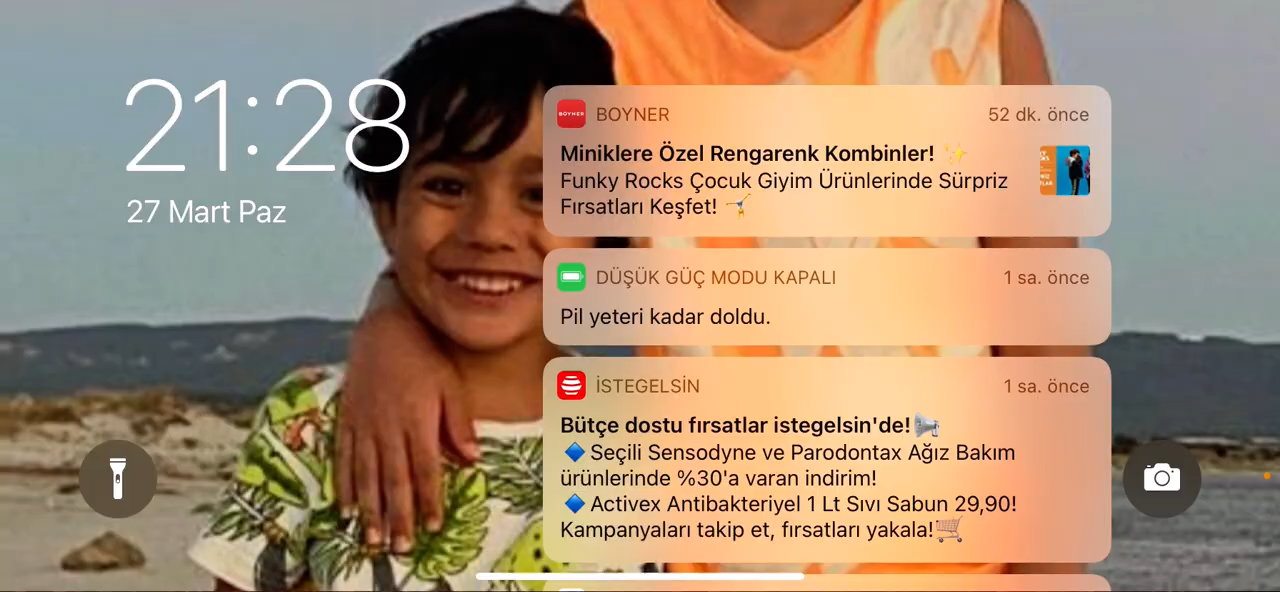 21:28
27 Mart Paz
BOYNER
BOYNER
52 dk. önce
Miniklere Özel Rengarenk Kombinler! ✨
Funky Rocks Çocuk Giyim Ürünlerinde Sürpriz
Fırsatları Keşfet!
DÜŞÜK GÜÇ MODU KAPALI
1 sa. önce
Pil yeteri kadar doldu.
İSTEGELSİN
1 sa. önce
Bütçe dostu fırsatlar istegelsin'de!📢
🔷Seçili Sensodyne ve Parodontax Ağız Bakım
ürünlerinde %30'a varan indirim!
🔷Activex Antibakteriyel 1 Lt Sıvı Sabun 29,90!
Kampanyaları takip et, fırsatları yakala!🛒